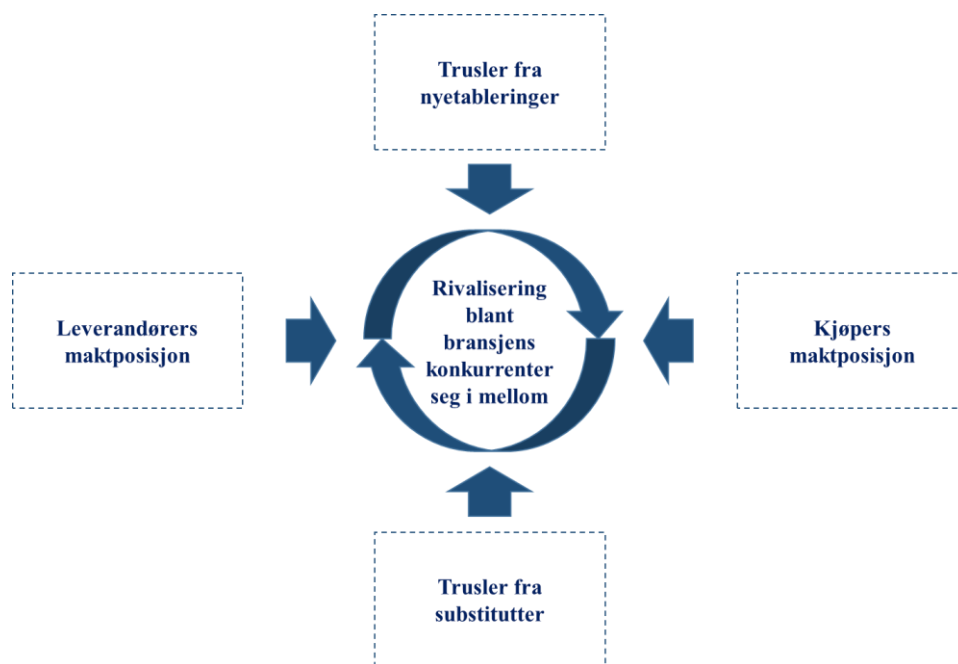 Trusler fra
nyetableringer
Leverandørers
maktposisjon
Rivalisering
blant
bransjens
konkurrenter
seg i mellom
Kjøpers
maktposisjon
Trusler fra
substitutter